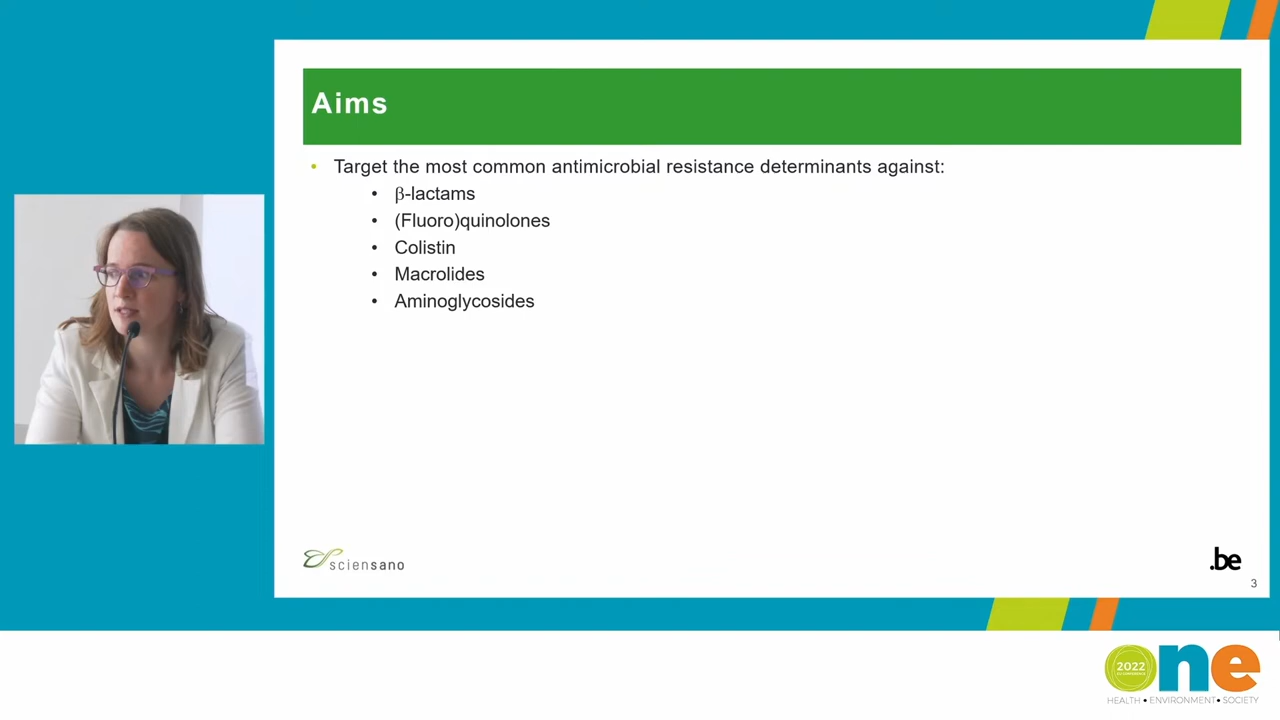 Aims
• Target the most common antimicrobial resistance determinants against:
• β-lactams
• (Fluoro)quinolones
• Colistin
• Macrolides
• Aminoglycosides
sciensano
.be
3
2022
one
HEALTH • ENVIRONMENT • SOCIETY